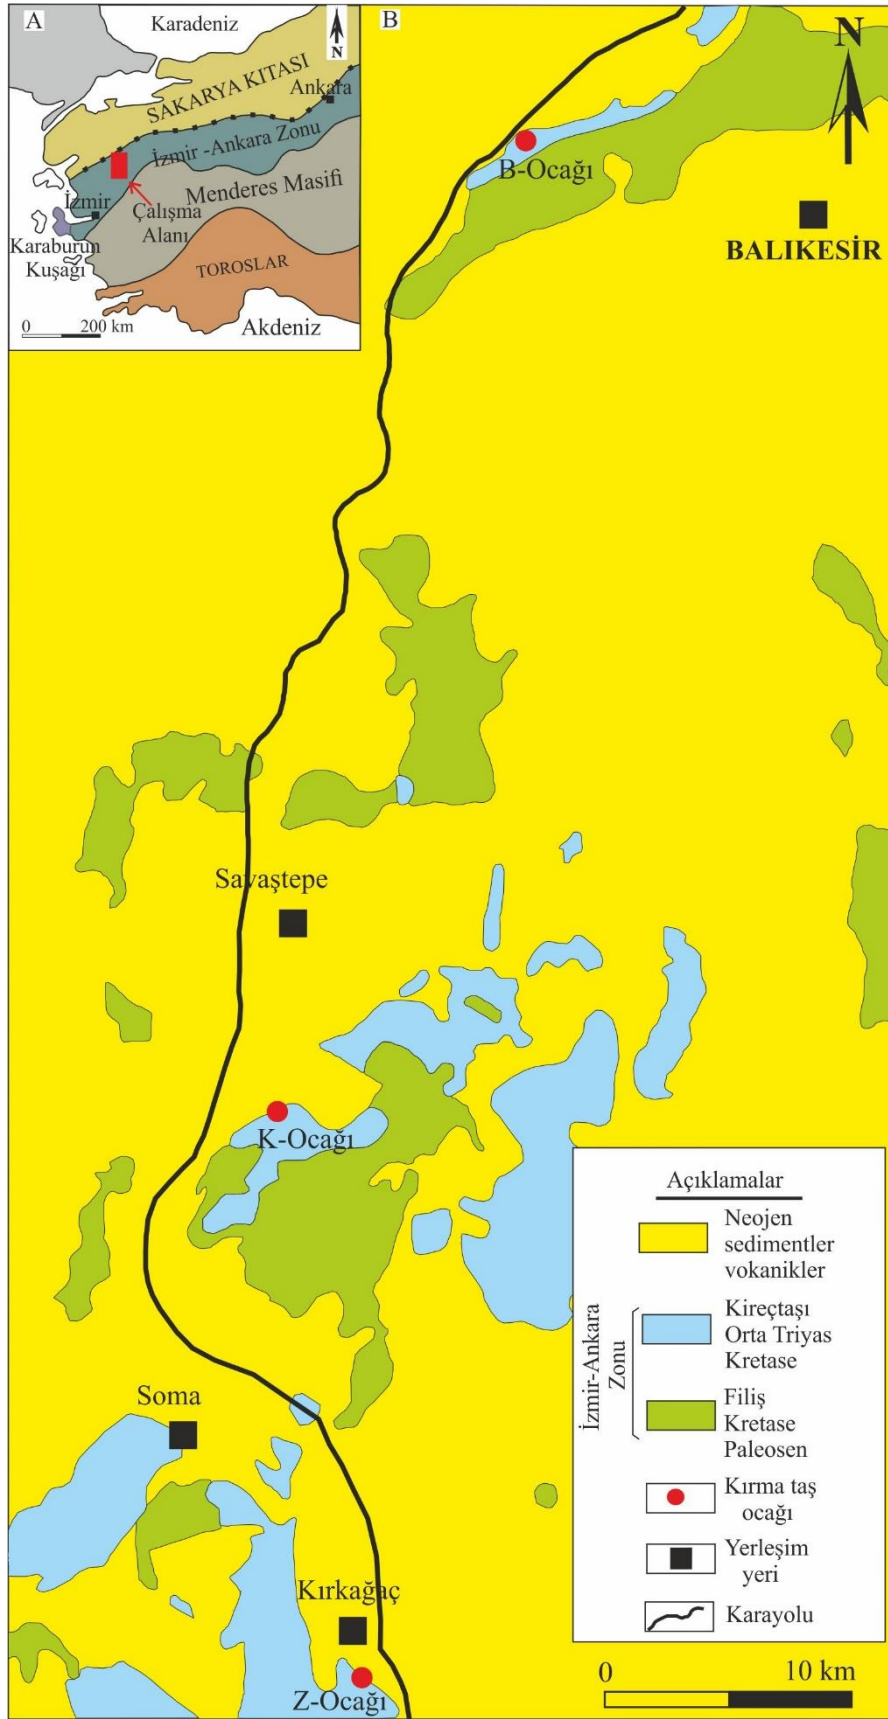 A
Karadeniz
N
SAKARYA KITASI
Ankara
İzmir -Ankara Zonu
Menderes Masifi
İzmir
Çalışma
Alanı
Karaburun
Kuşağı
TOROSLAR
0 200 km
Akdeniz
B
N
B-Ocağı
BALIKESİR
Savaştepe
K-Ocağı
Soma
Kırkağaç
Z-Ocağı
Açıklamalar
Neojen
sedimentler
vokanikler
İzmir-Ankara
Zonu
Kireçtaşı
Orta Triyas
Kretase
Filiş
Kretase
Paleosen
Kırma taş
ocağı
Yerleşim
yeri
Karayolu
0 10 km